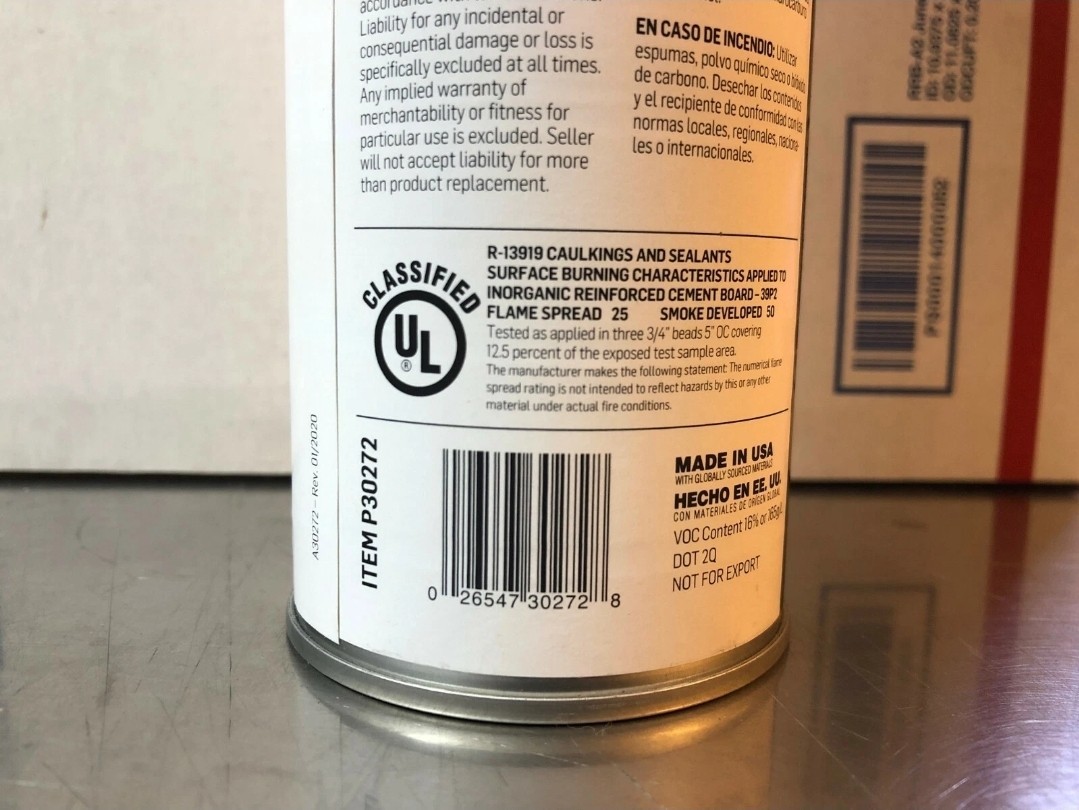 Liability for any incidental or
consequential damage or loss is
specifically excluded at all times.
Any implied warranty of
merchantability or fitness for
particular use is excluded. Seller
will not accept liability for more
than product replacement.
EN CASO DE INCENDIO: Utilizar
espumas, polvo químico seco o
de carbono. Desechar los contenidos
y el recipiente de conformidad con las
normas locales, regionales, naciona-
les o internacionales.
CLASSIFIED
UL
®
R-13919 CAULKINGS AND SEALANTS
SURFACE BURNING CHARACTERISTICS APPLIED TO
INORGANIC REINFORCED CEMENT BOARD – 39P2
FLAME SPREAD 25 SMOKE DEVELOPED 50
Tested as applied in three 3/4" beads 5" OC covering
12.5 percent of the exposed test sample area.
The manufacturer makes the following statement: The numerical flame
spread rating is not intended to reflect hazards by this or any other
material under actual fire conditions.
A30272 – Rev. 01/2020
ITEM P30272
0 26547 30272 8
MADE IN USA
WITH GLOBALLY SOURCED MATERIALS
HECHO EN EE. UU.
CON MATERIALES DE ORIGEN GLOBAL
VOC Content 16% or
DOT 2Q
NOT FOR EXPORT